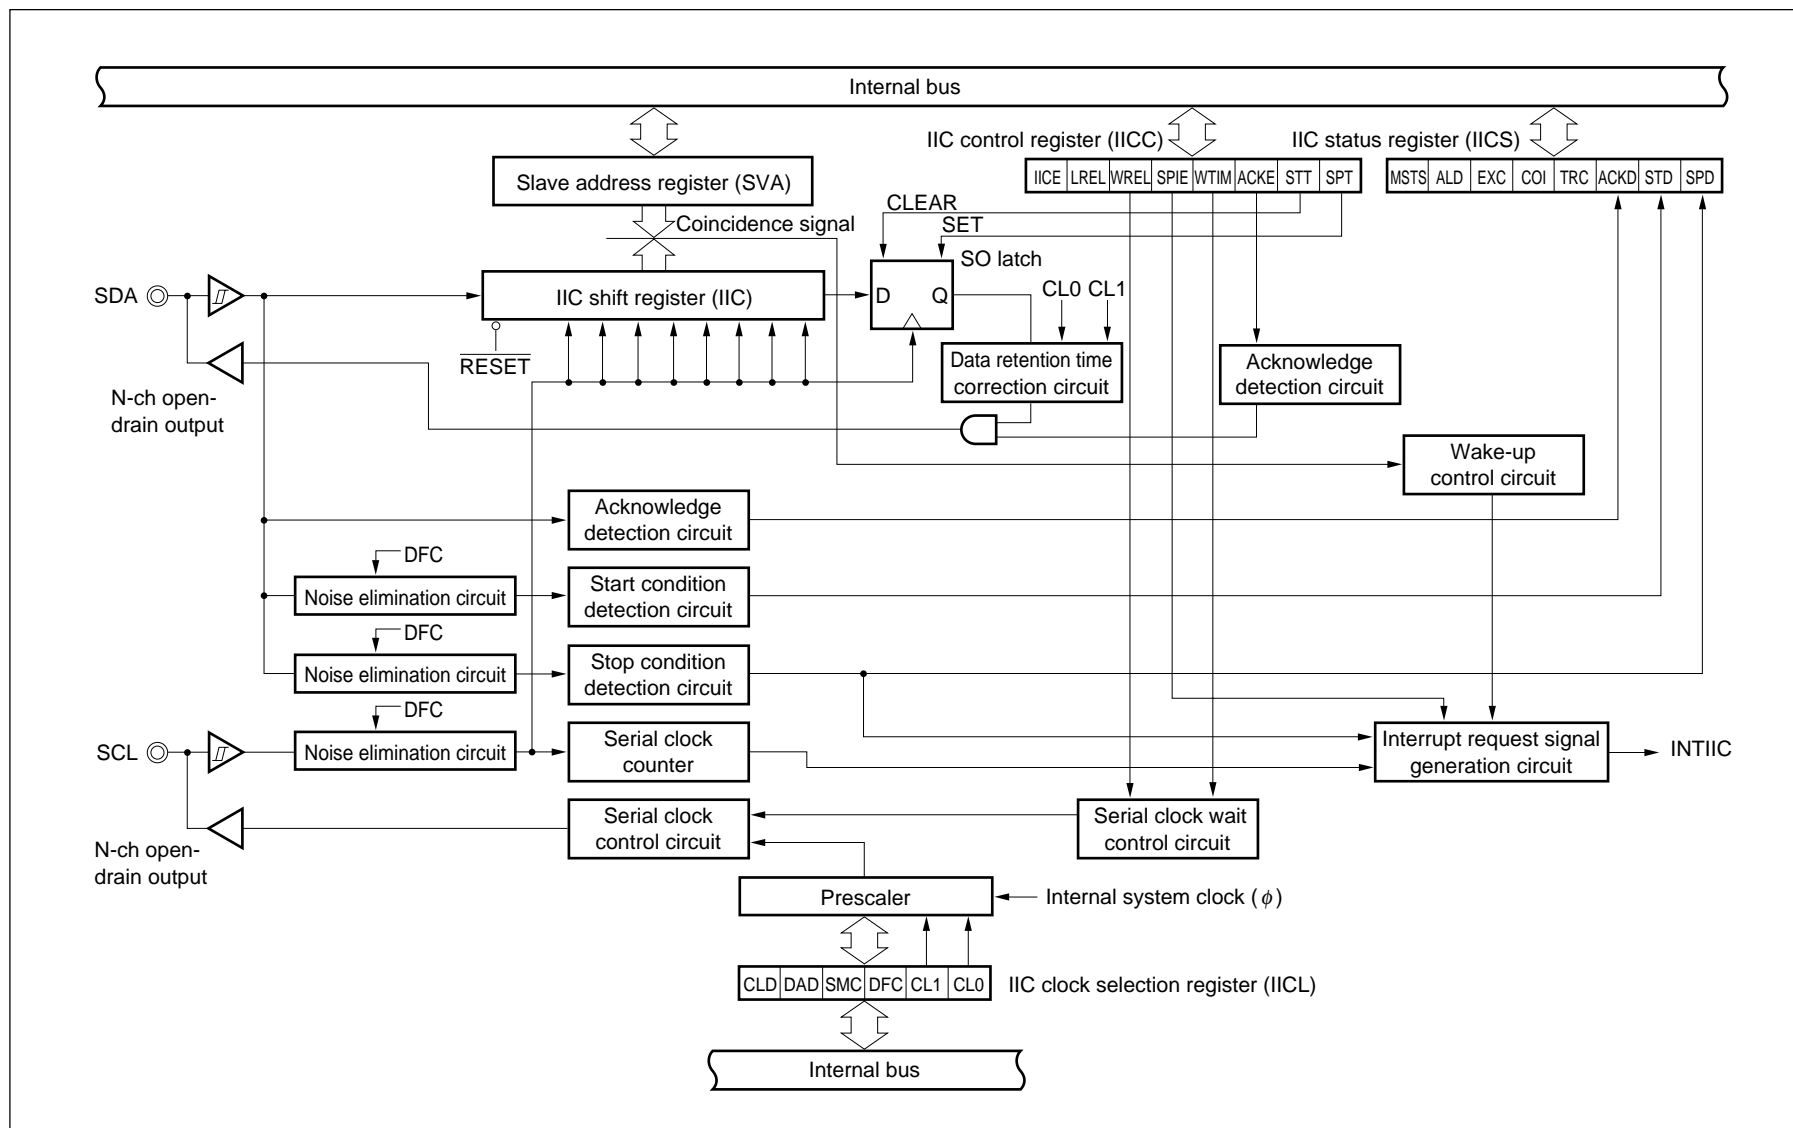 Internal bus
IIC control register (IICC)
IIC status register (IICS)
Slave address register (SVA)
IICE LREL WREL SPIE WTIM ACKE STT SPT
MSTS ALD EXC COI TRC ACKD STD SPD
CLEAR
Coincidence signal
SET
SO latch
SDA
IIC shift register (IIC)
D Q
CL0 CL1
RESET
Data retention time
correction circuit
Acknowledge
detection circuit
N-ch open-
drain output
Wake-up
control circuit
Acknowledge
detection circuit
DFC
Noise elimination circuit
Start condition
detection circuit
DFC
Noise elimination circuit
Stop condition
detection circuit
DFC
SCL
Noise elimination circuit
Serial clock
counter
Interrupt request signal
generation circuit
INTIIC
Serial clock
control circuit
Serial clock wait
control circuit
N-ch open-
drain output
Prescaler
Internal system clock (ϕ)
CLD DAD SMC DFC CL1 CL0
IIC clock selection register (IICL)
Internal bus